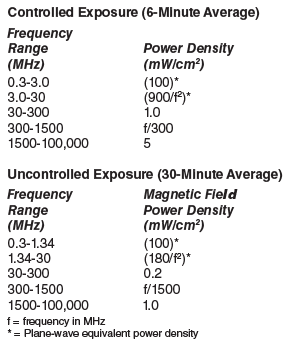 Controlled Exposure (6-Minute Average)
Frequency
Range Power Density
(MHz) (mW/cm²)
0.3-3.0 (100)*
3.0-30 (900/f²)*
30-300 1.0
300-1500 f/300
1500-100,000 5
Uncontrolled Exposure (30-Minute Average)
Frequency Magnetic Field
Range Power Density
(MHz) (mW/cm²)
0.3-1.34 (100)*
1.34-30 (180/f²)*
30-300 0.2
300-1500 f/1500
1500-100,000 1.0
f = frequency in MHz
* = Plane-wave equivalent power density